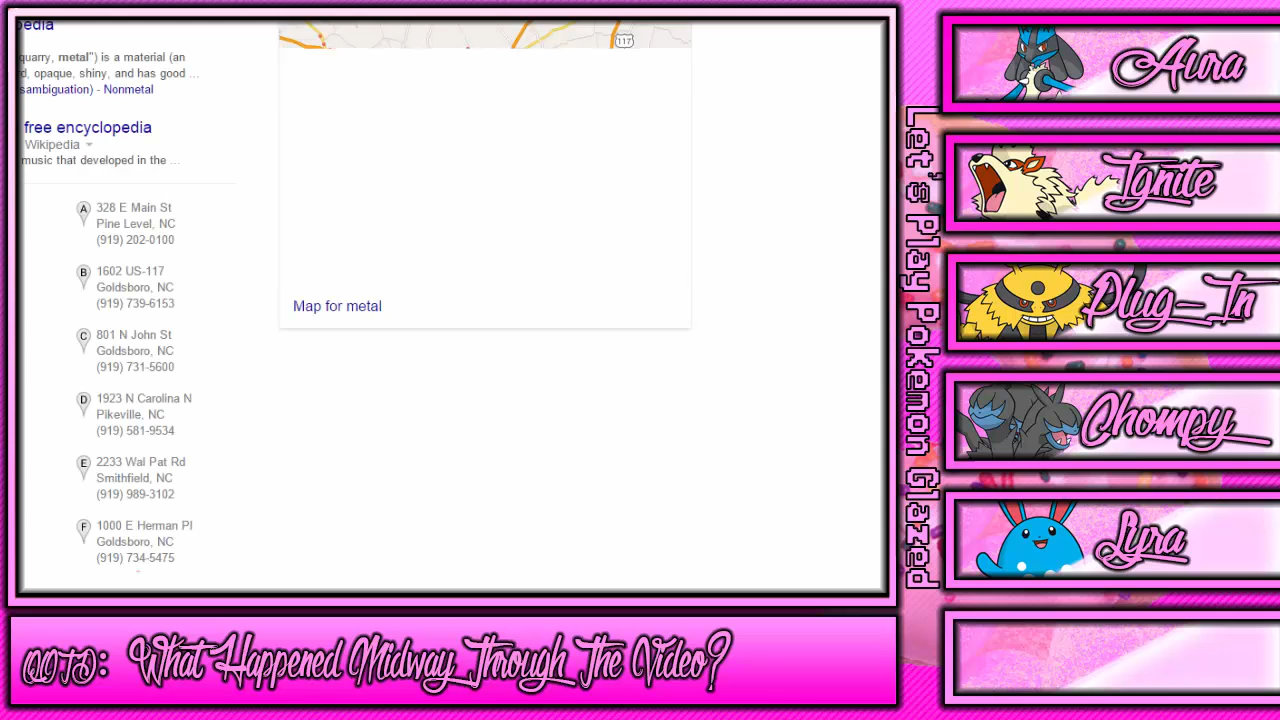 pedia
quarry, metal") is a material (an
rd, opaque, shiny, and has good ...
sambiguation) - Nonmetal
free encyclopedia
Wikipedia
music that developed in the ...
A 328 E Main St
Pine Level, NC
(919) 202-0100
B 1602 US-117
Goldsboro, NC
(919) 739-6153
C 801 N John St
Goldsboro, NC
(919) 731-5600
D 1923 N Carolina N
Pikeville, NC
(919) 581-9534
E 2233 Wal Pat Rd
Smithfield, NC
(919) 989-3102
F 1000 E Herman Pl
Goldsboro, NC
(919) 734-5475
117
Map for metal
Let's Play Pokemon Glazed
Aura
Ignite
Plug-In
Chompy
Lyra
QOTD: What Happened Midway Through The Video?